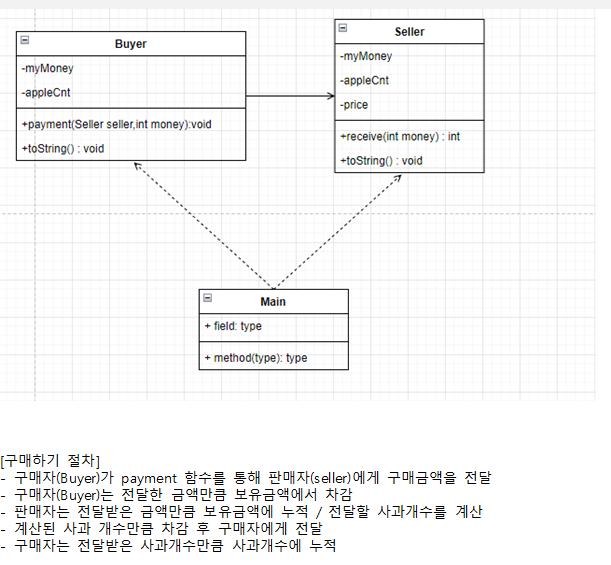 Buyer
-myMoney
-appleCnt
+payment(Seller seller,int money):void
+toString() : void
Seller
-myMoney
-appleCnt
-price
+receive(int money) : int
+toString() : void
Main
+ field: type
+ method(type): type
[구매하기 절차]
- 구매자(Buyer)가 payment 함수를 통해 판매자(seller)에게 구매금액을 전달
- 구매자(Buyer)는 전달한 금액만큼 보유금액에서 차감
- 판매자는 전달받은 금액만큼 보유금액에 누적 / 전달할 사과개수를 계산
- 계산된 사과 개수만큼 차감 후 구매자에게 전달
- 구매자는 전달받은 사과개수만큼 사과개수에 누적